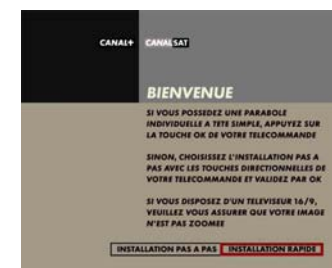 CANAL+ CANALSAT
BIENVENUE
SI VOUS POSSEDEZ UNE PARABOLE
INDIVIDUELLE A TETE SIMPLE, APPUYEZ SUR
LA TOUCHE OK DE VOTRE TELECOMMANDE
SINON, CHOISISSEZ L'INSTALLATION PAS A
PAS AVEC LES TOUCHES DIRECTIONNELLES DE
VOTRE TELECOMMANDE ET VALIDEZ PAR OK
SI VOUS DISPOSEZ D'UN TELEVISEUR 16/9,
VEUILLEZ VOUS ASSURER QUE VOTRE IMAGE
N'EST PAS ZOOMEE
INSTALLATION PAS A PAS INSTALLATION RAPIDE